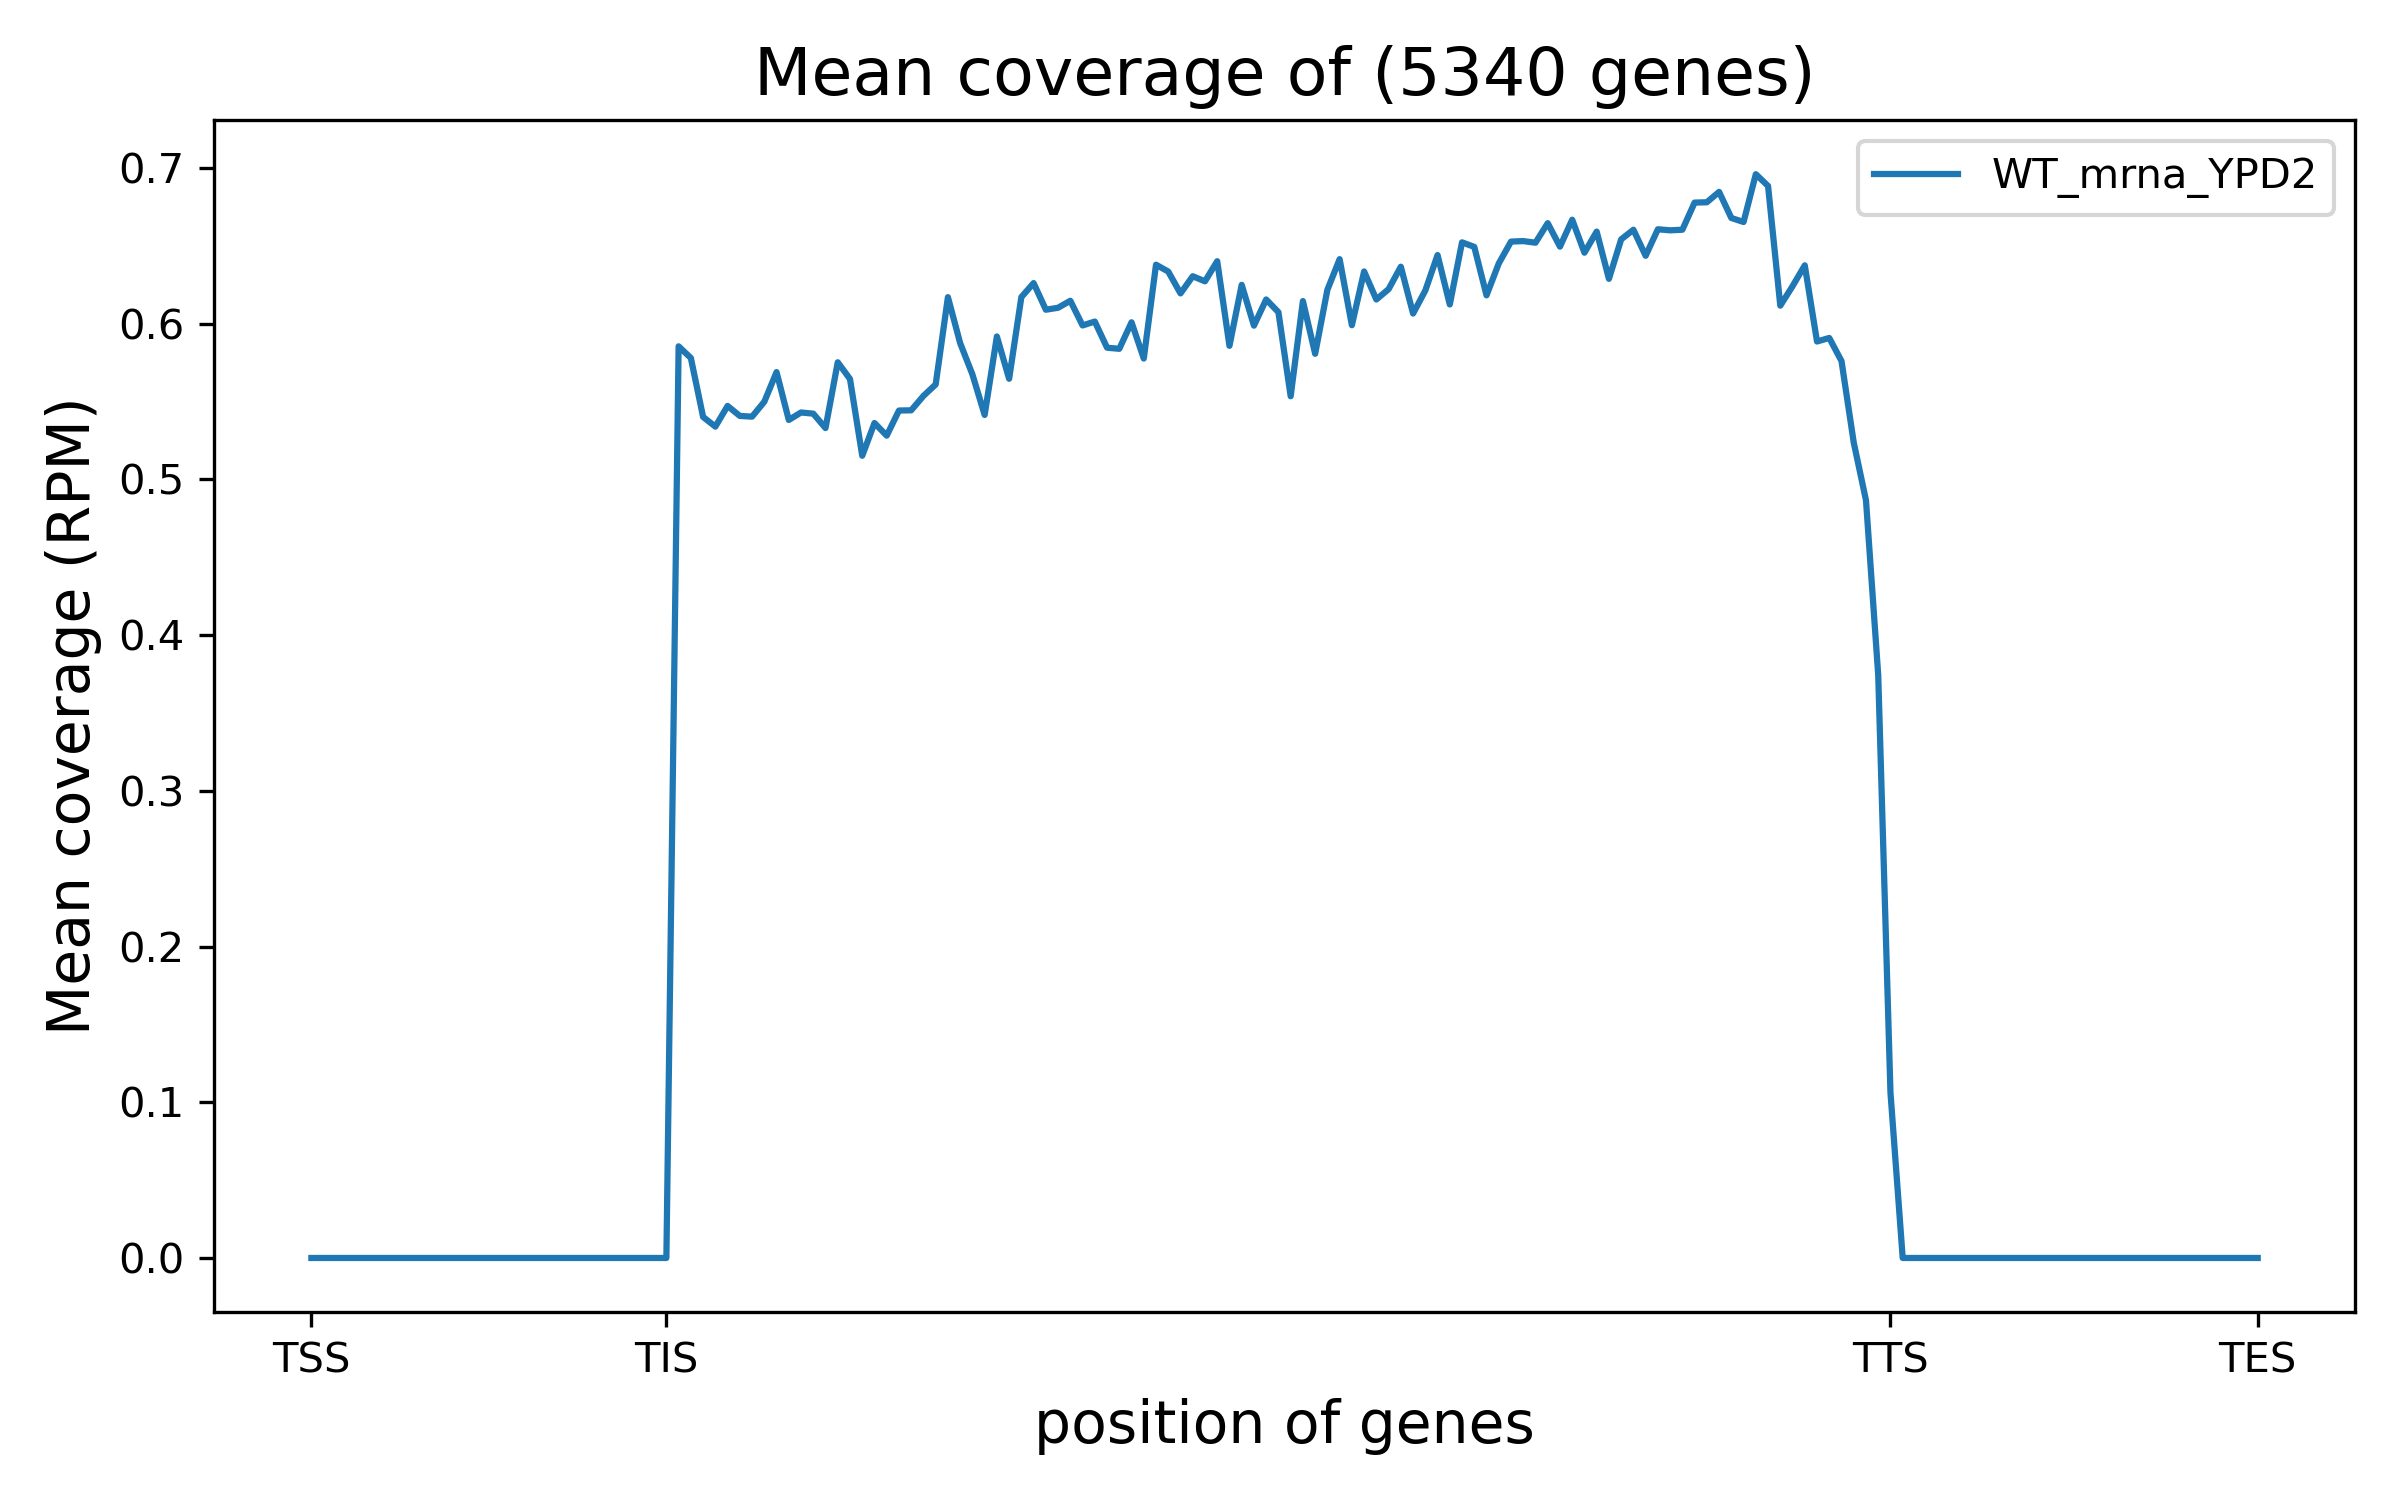 Mean coverage of (5340 genes)
WT_mrna_YPD2
Mean coverage (RPM)
0.7
0.6
0.5
0.4
0.3
0.2
0.1
0.0
TSS TIS TTS TES
position of genes